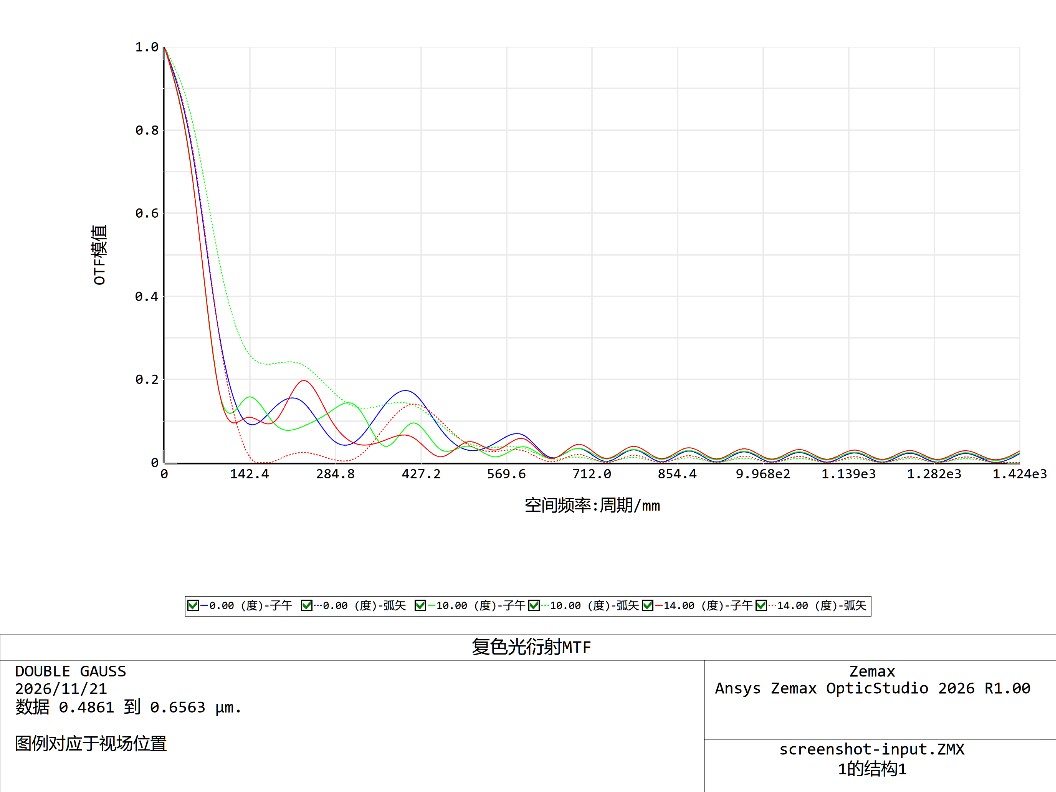 1.0
0.8
0.6
0.4
0.2
0
OTF模值
0 142.4 284.8 427.2 569.6 712.0 854.4 9.968e2 1.139e3 1.282e3 1.424e3
空间频率:周期/mm
0.00 (度)-子午 0.00 (度)-弧矢 10.00 (度)-子午 10.00 (度)-弧矢 14.00 (度)-子午 14.00 (度)-弧矢
复色光衍射MTF
DOUBLE GAUSS
2026/11/21
数据 0.4861 到 0.6563 µm.
图例对应于视场位置
Zemax
Ansys Zemax OpticStudio 2026 R1.00
screenshot-input.ZMX
1的结构1